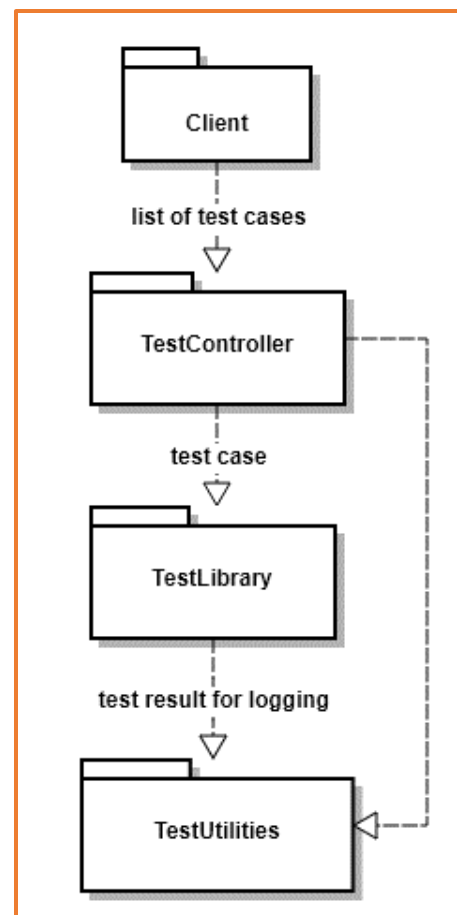 Client
list of test cases
TestController
test case
TestLibrary
test result for logging
TestUtilities